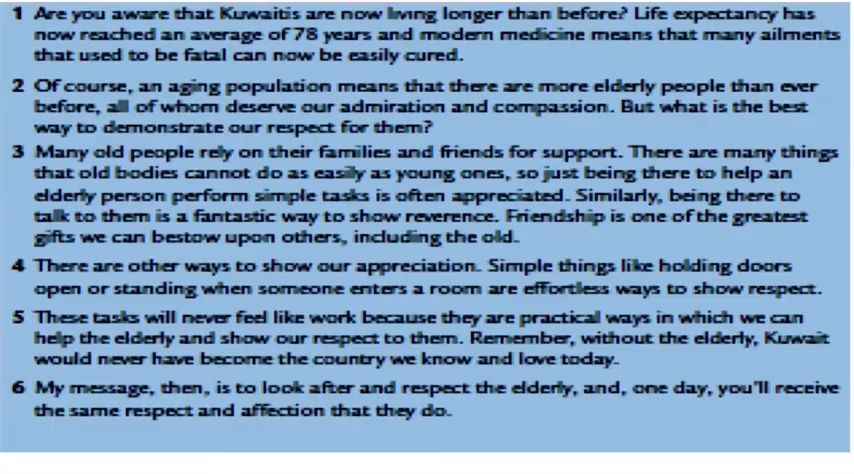 1 Are you aware that Kuwaitis are now living longer than before? Life expectancy has
now reached an average of 78 years and modern medicine means that many ailments
that used to be fatal can now be easily cured.
2 Of course, an aging population means that there are more elderly people than ever
before, all of whom deserve our admiration and compassion. But what is the best
way to demonstrate our respect for them?
3 Many old people rely on their families and friends for support. There are many things
that old bodies cannot do as easily as young ones, so just being there to help an
elderly person perform simple tasks is often appreciated. Similarly, being there to
talk to them is a fantastic way to show reverence. Friendship is one of the greatest
gifts we can bestow upon others, including the old.
4 There are other ways to show our appreciation. Simple things like holding doors
open or standing when someone enters a room are effortless ways to show respect.
5 These tasks will never feel like work because they are practical ways in which we can
help the elderly and show our respect to them. Remember, without the elderly, Kuwait
would never have become the country we know and love today.
6 My message, then, is to look after and respect the elderly, and, one day, you'll receive
the same respect and affection that they do.